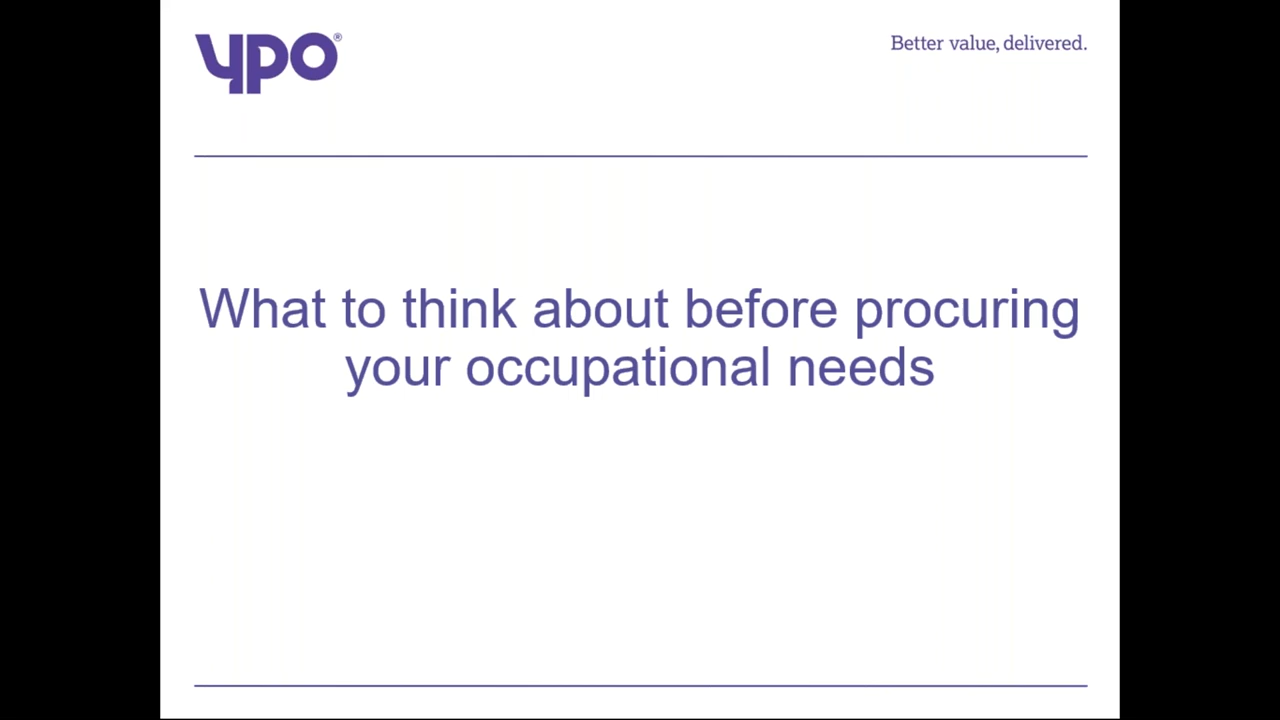 ypo®
Better value, delivered.
What to think about before procuring
your occupational needs